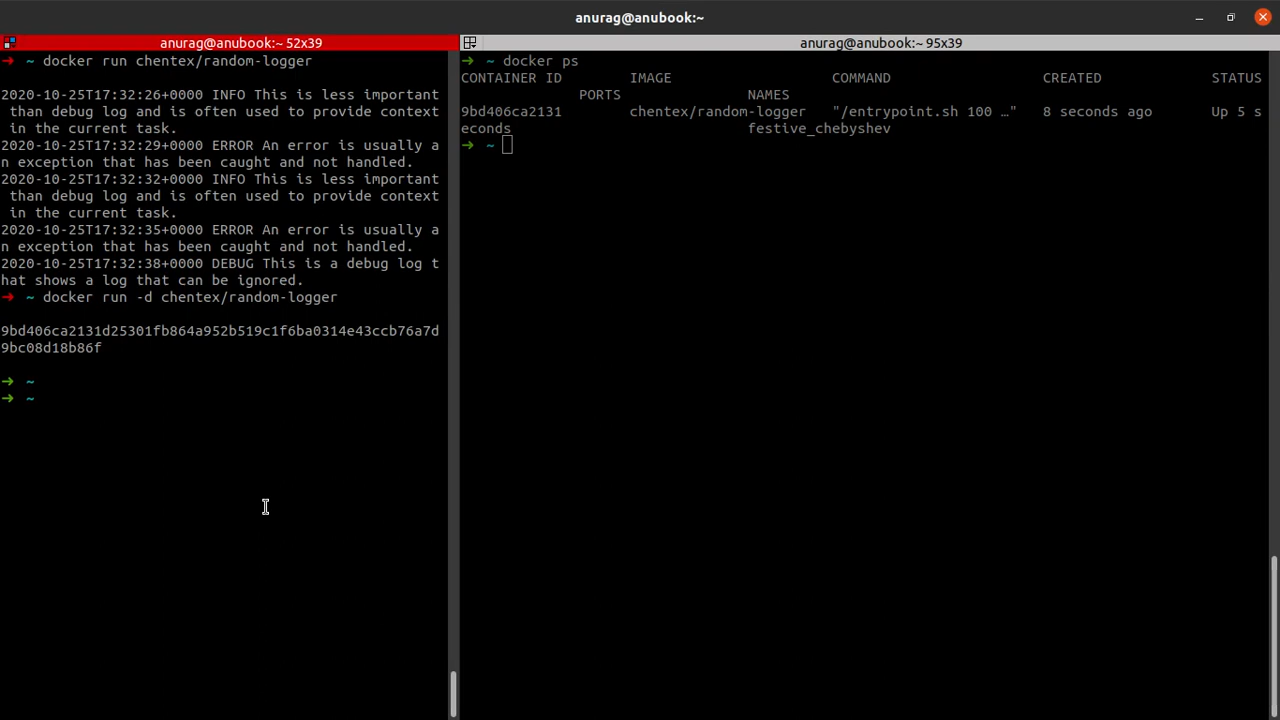 anurag@anubook:~
anurag@anubook:~ 52x39
➜ ~ docker run chentex/random-logger
2020-10-25T17:32:26+0000 INFO This is less important
than debug log and is often used to provide context
in the current task.
2020-10-25T17:32:29+0000 ERROR An error is usually a
n exception that has been caught and not handled.
2020-10-25T17:32:32+0000 INFO This is less important
than debug log and is often used to provide context
in the current task.
2020-10-25T17:32:35+0000 ERROR An error is usually a
n exception that has been caught and not handled.
2020-10-25T17:32:38+0000 DEBUG This is a debug log t
hat shows a log that can be ignored.
➜ ~ docker run -d chentex/random-logger
9bd406ca2131d25301fb864a952b519c1f6ba0314e43ccb76a7d
9bc08d18b86f
➜ ~
➜ ~
anurag@anubook:~ 95x39
➜ ~ docker ps
CONTAINER ID IMAGE COMMAND CREATED STATUS
PORTS NAMES
9bd406ca2131 chentex/random-logger "/entrypoint.sh 100 …" 8 seconds ago Up 5 s
econds festive_chebyshev
➜ ~